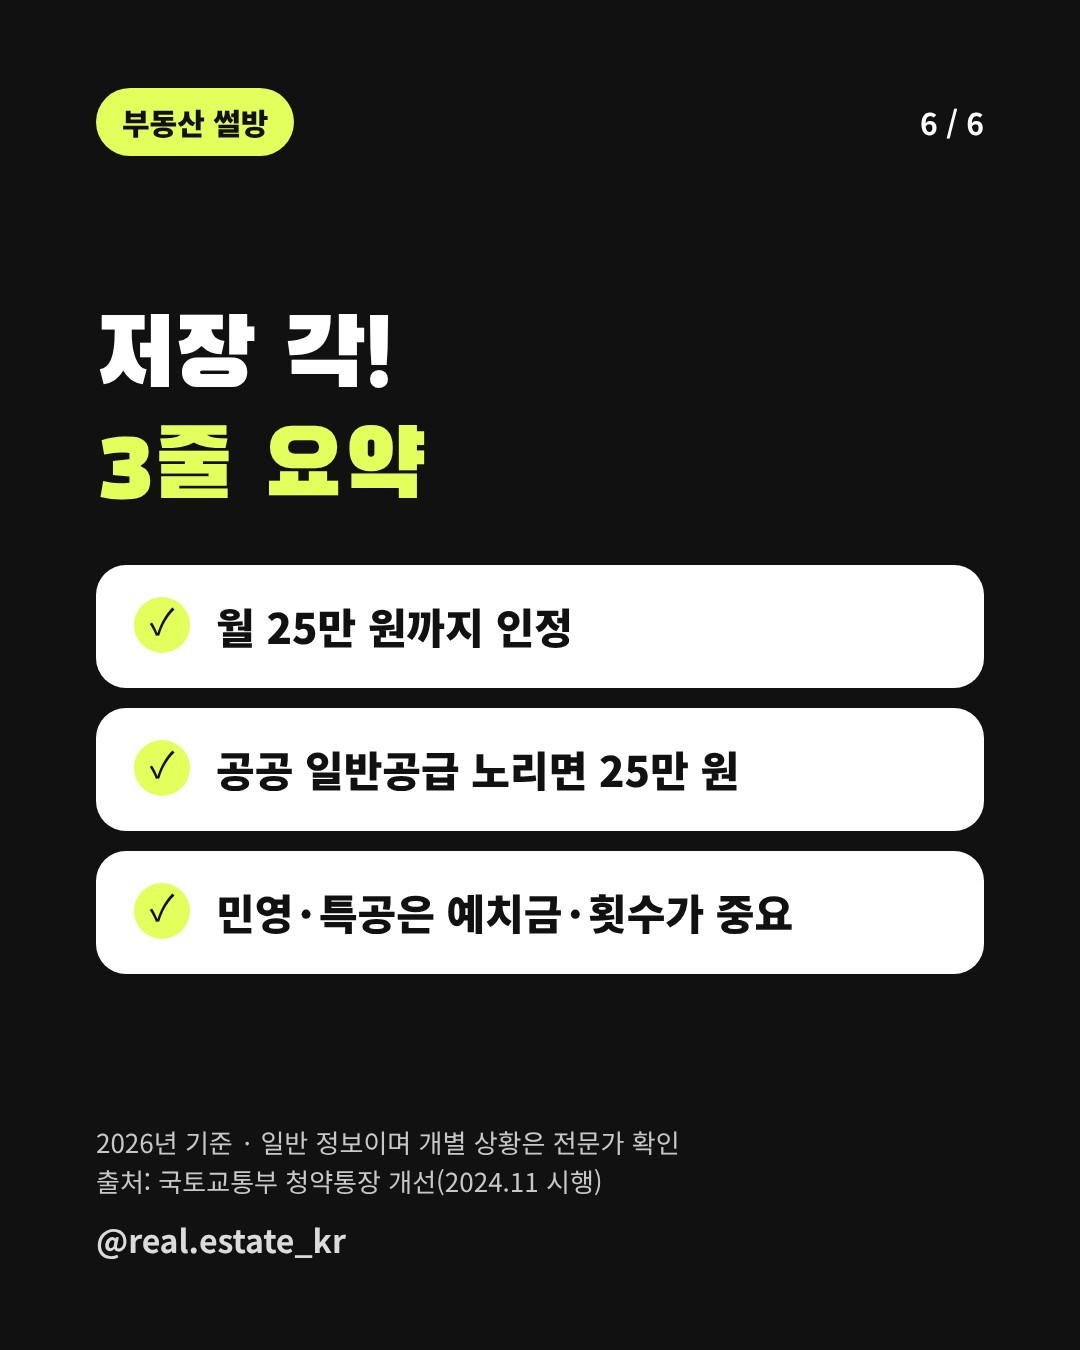 부동산 썰방
6 / 6
저장 각!
3줄 요약
✓ 월 25만 원까지 인정
✓ 공공 일반공급 노리면 25만 원
✓ 민영·특공은 예치금·횟수가 중요
2026년 기준 · 일반 정보이며 개별 상황은 전문가 확인
출처: 국토교통부 청약통장 개선(2024.11 시행)
@real.estate_kr